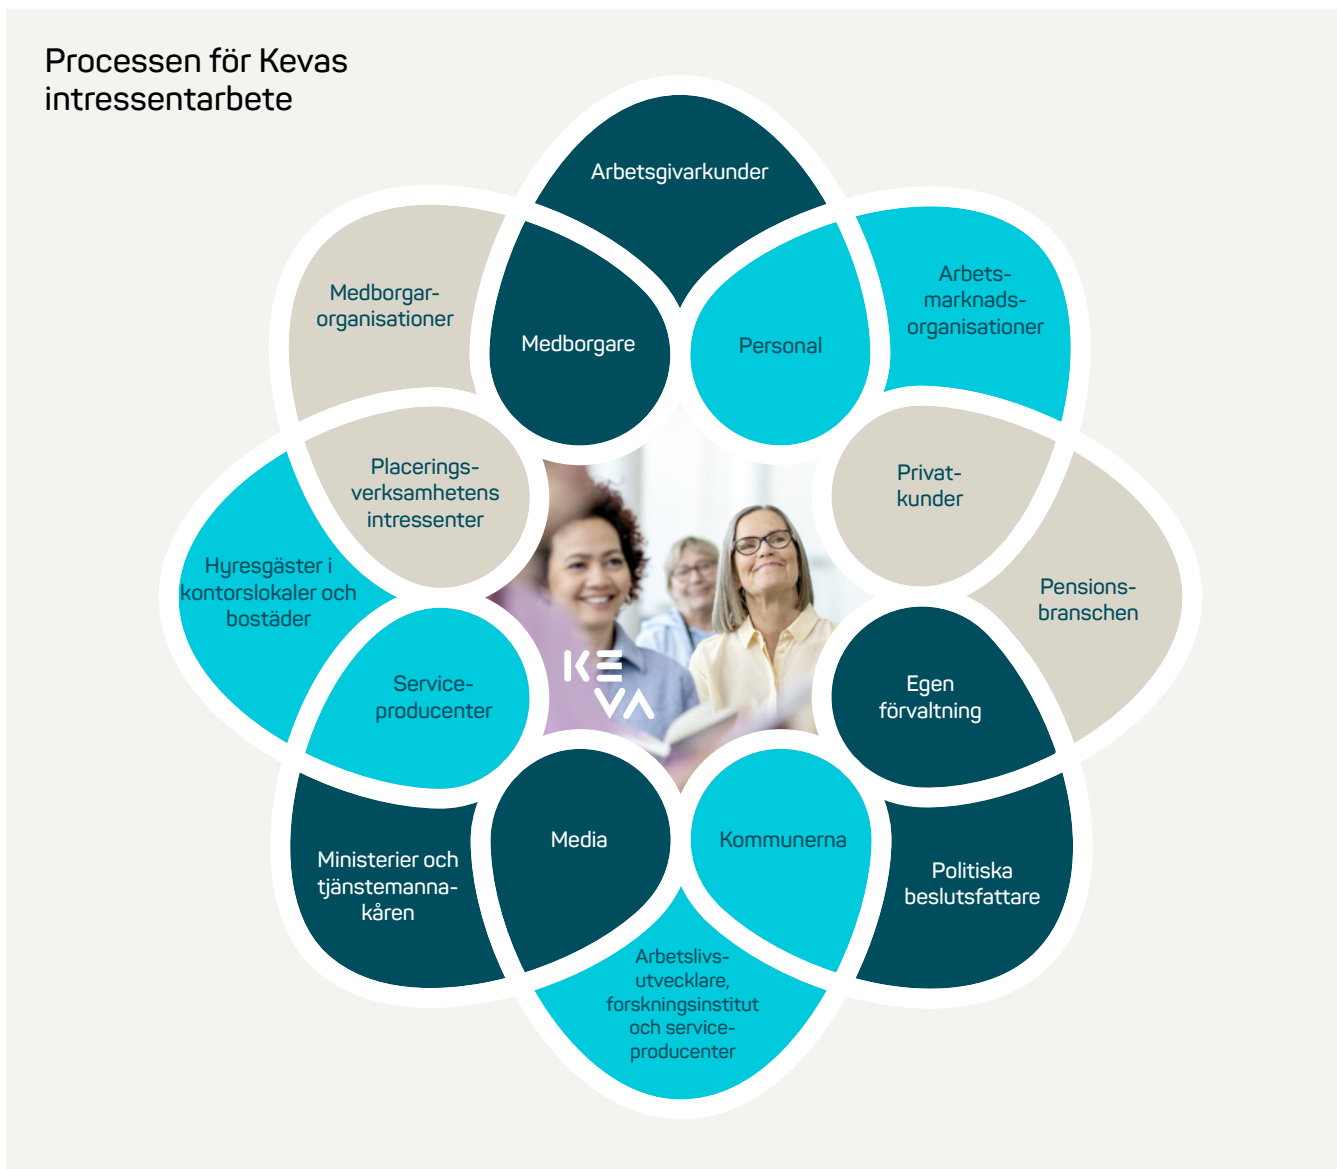 Processen för Kevas
intressentarbete
Arbetsgivarkunder
Medborgar-
organisationer
Medborgare
Personal
Arbets-
marknads-
organisationer
Placerings-
verksamhetens
intressenter
Privat-
kunder
Hyresgäster i
kontorslokaler och
bostäder
Pensions-
branschen
Service-
producenter
KE
VA
Egen
förvaltning
Ministerier och
tjänstemanna-
kåren
Media
Kommunerna
Politiska
beslutsfattare
Arbetslivs-
utvecklare,
forskningsinstitut
och service-
producenter